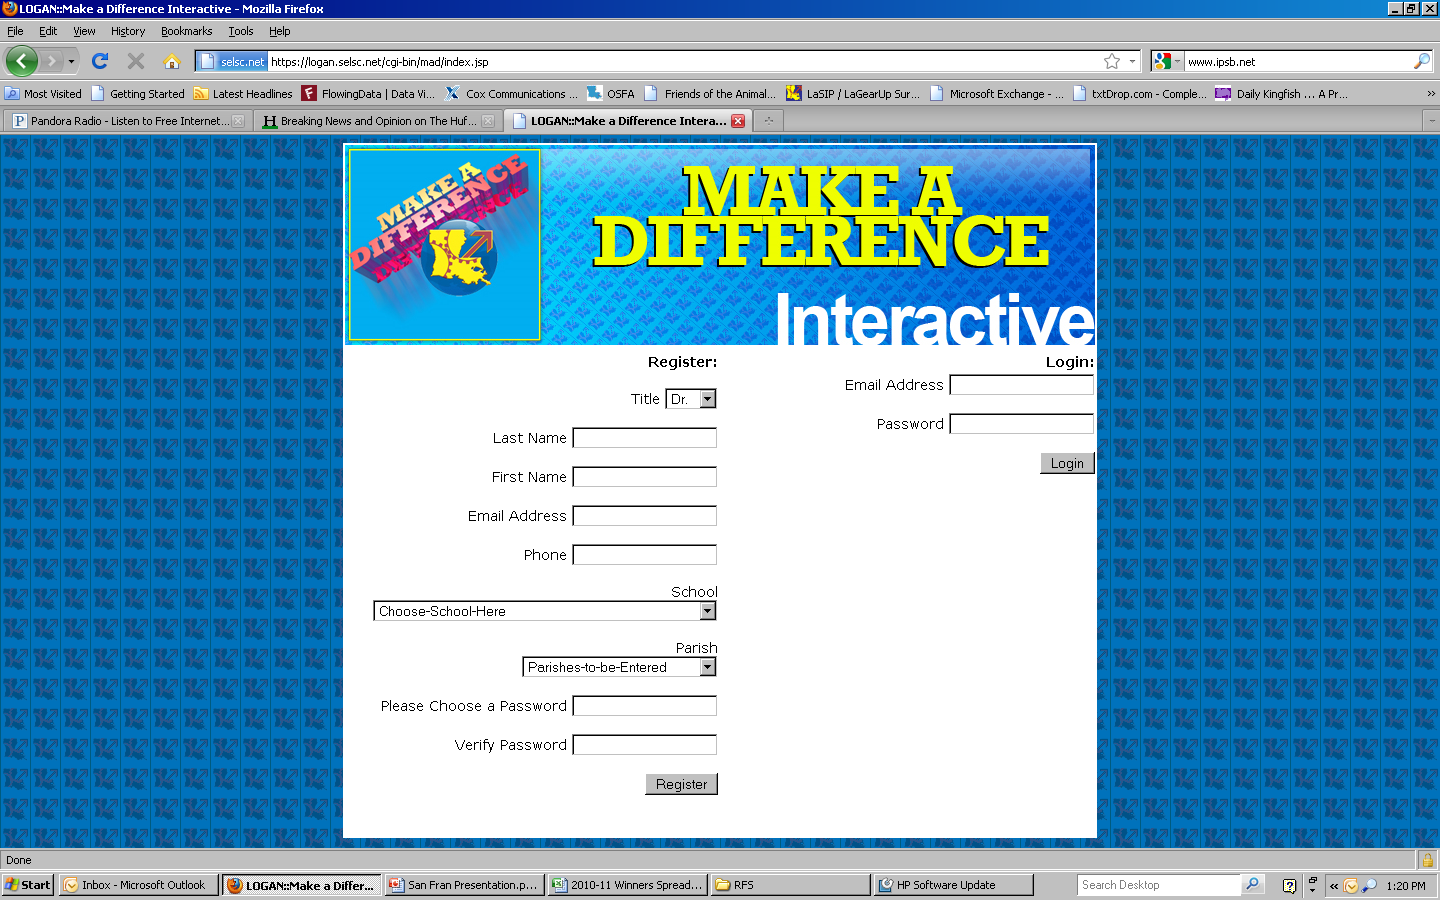 LOGAN::Make a Difference Interactive - Mozilla Firefox
File Edit View History Bookmarks Tools Help
selsc.net https://logan.selsc.net/cgi-bin/mad/index.jsp www.ipsb.net
Most Visited Getting Started Latest Headlines FlowingData | Data Vi... Cox Communications ... OSFA Friends of the Animal... LaSIP / LaGearUp Sur... Microsoft Exchange - ... txtDrop.com - Comple... Daily Kingfish ... A Pr... »
Pandora Radio - Listen to Free Internet... Breaking News and Opinion on The Huf... LOGAN::Make a Difference Intera...
MAKE A
DIFFERENCE
MAKE A
DIFFERENCE
Interactive
Register:
Title Dr.
Last Name
First Name
Email Address
Phone
School
Choose-School-Here
Parish
Parishes-to-be-Entered
Please Choose a Password
Verify Password
Register
Login:
Email Address
Password
Login
Done
Start Inbox - Microsoft Outlook LOGAN::Make a Differ... San Fran Presentation.p... 2010-11 Winners Spread... RFS HP Software Update Search Desktop « 1:20 PM